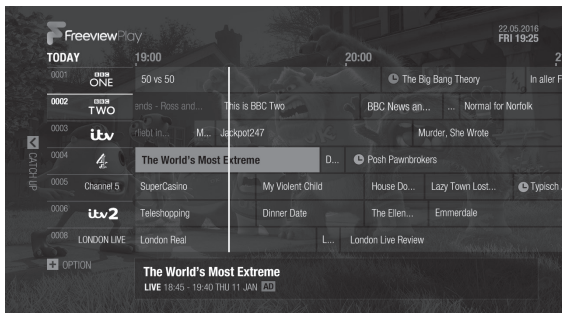 FreeviewPlay
22.05.2016
FRI 19:25
TODAY 19:00 20:00 2
0001 BBC ONE 50 vs 50 The Big Bang Theory In aller F
0002 BBC TWO ands - Ross and... This is BBC Two BBC News an... ... Normal for Norfolk
0003 itv M... Jackpot247 Murder, She Wrote
0004 4 The World's Most Extreme D... Posh Pawnbrokers
0005 Channel 5 SuperCasino My Violent Child House Do... Lazy Town Lost... Typisch
0006 itv2 Teleshopping Dinner Date The Ellen... Emmerdale
0008 LONDON LIVE London Real L... London Live Review
CATCH UP
+ OPTION
The World's Most Extreme
LIVE 18:45 - 19:40 THU 11 JAN AD